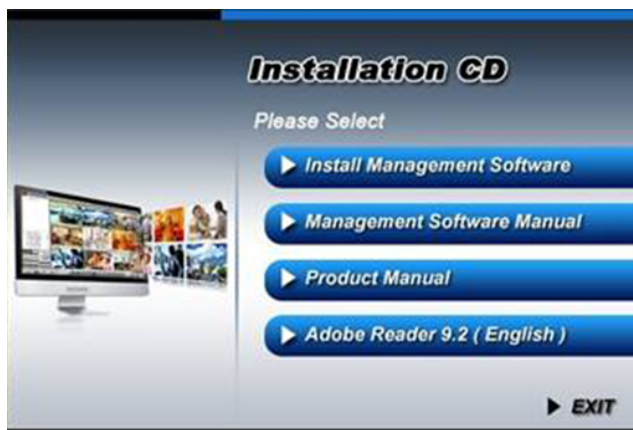 Installation CD
Please Select
Install Management Software
Management Software Manual
Product Manual
Adobe Reader 9.2 ( English )
EXIT